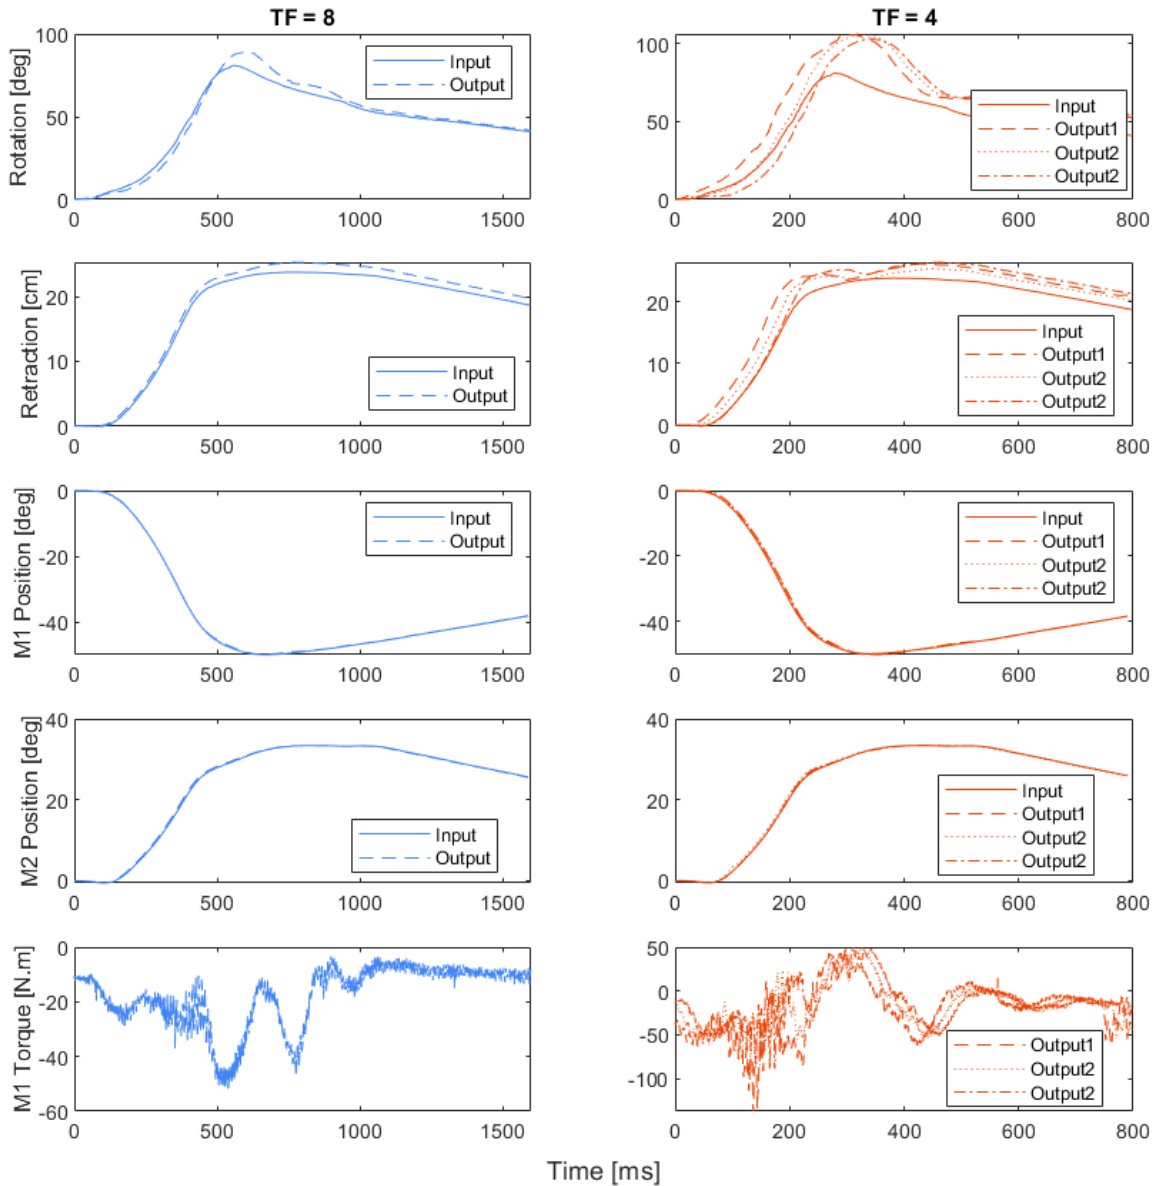 TF = 8
TF = 4
Rotation [deg]
100
50
0
0
500
1000
1500
Input
Output
100
50
0
0
200
400
600
800
Input
Output1
Output2
Output2
Retraction [cm]
20
10
0
0
500
1000
1500
Input
Output
20
10
0
0
200
400
600
800
Input
Output1
Output2
Output2
M1 Position [deg]
0
-20
-40
0
500
1000
1500
Input
Output
0
-20
-40
0
200
400
600
800
Input
Output1
Output2
Output2
M2 Position [deg]
40
20
0
0
500
1000
1500
Input
Output
40
20
0
0
200
400
600
800
Input
Output1
Output2
Output2
M1 Torque [N.m]
0
-20
-40
-60
0
500
1000
1500
50
0
-50
-100
0
200
400
600
800
Output1
Output2
Output2
Time [ms]